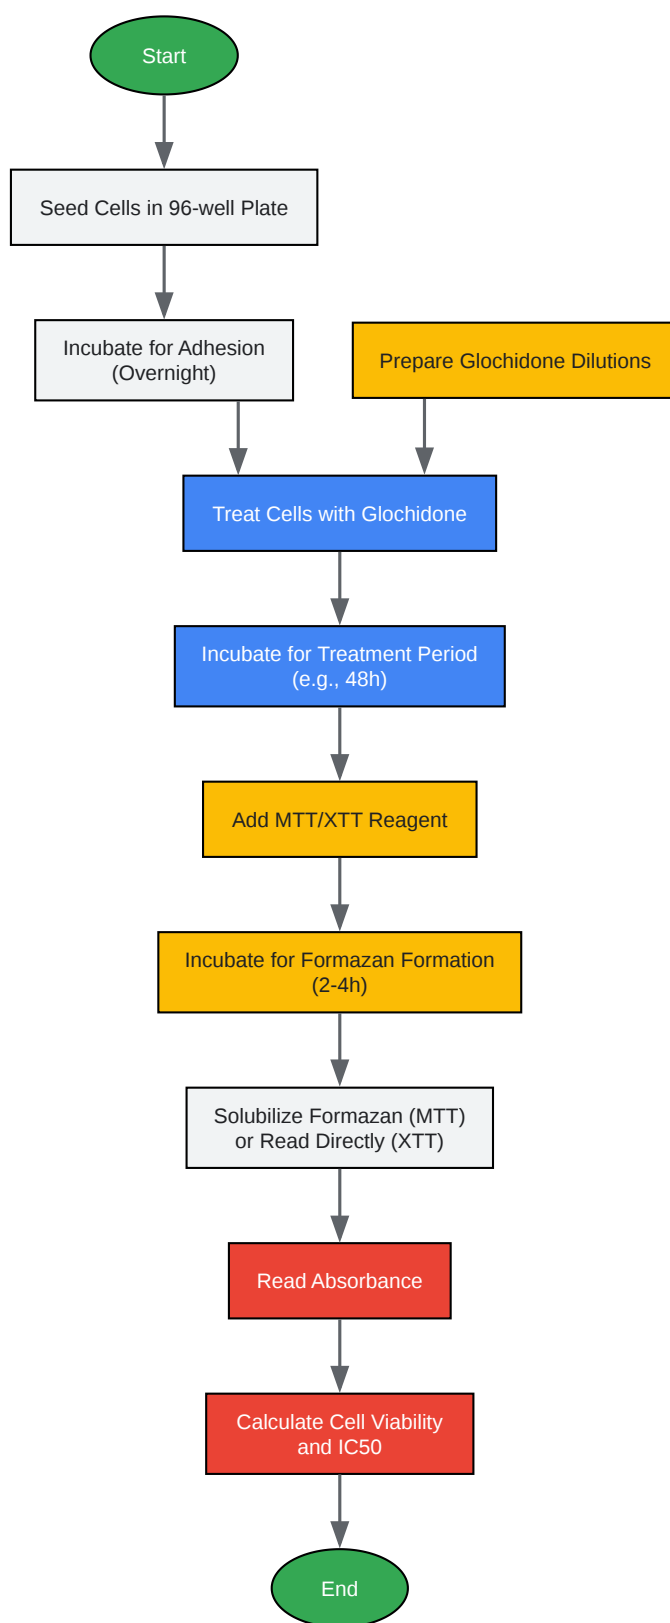 Start
Seed Cells in 96-well Plate
Incubate for Adhesion
(Overnight)
Prepare Glochidone Dilutions
Treat Cells with Glochidone
Incubate for Treatment Period
(e.g., 48h)
Add MTT/XTT Reagent
Incubate for Formazan Formation
(2-4h)
Solubilize Formazan (MTT)
or Read Directly (XTT)
Read Absorbance
Calculate Cell Viability
and IC50
End